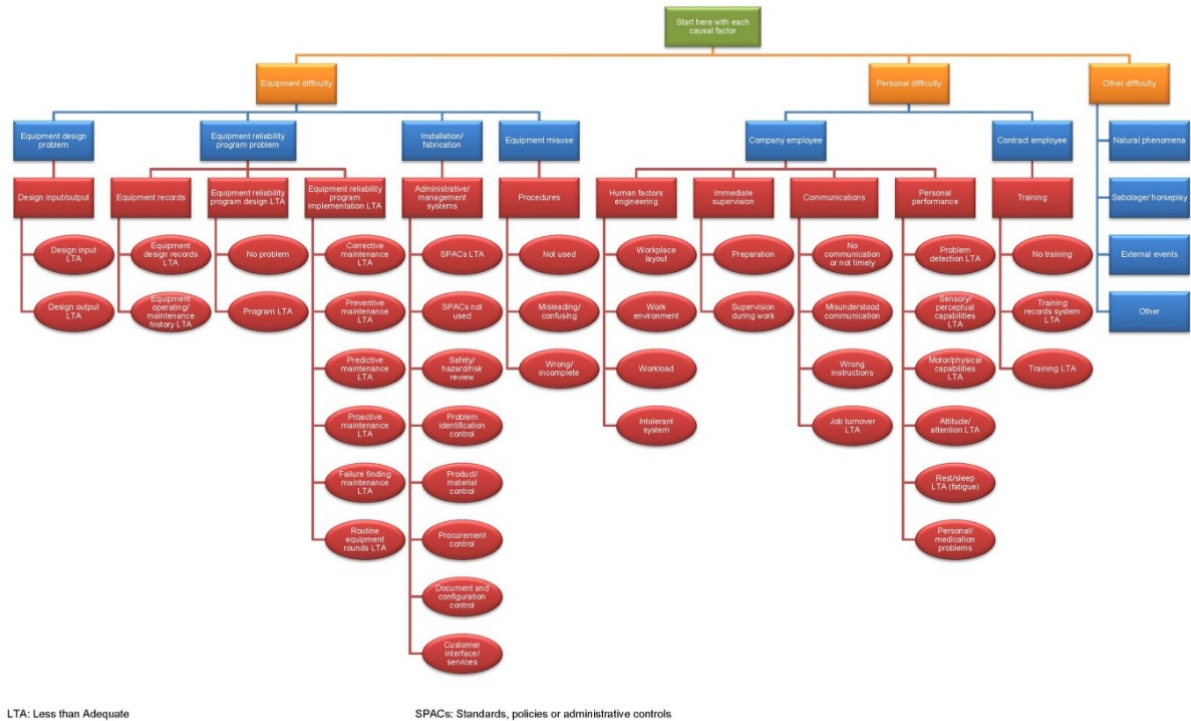 Start here with each
causal factor
Equipment difficulty
Personal difficulty
Other difficulty
Equipment design
problem
Equipment reliability
program problem
Installation/
fabrication
Equipment misuse
Company employee
Contract employee
Natural phenomena
Design input/output
Equipment records
Equipment reliability
program design LTA
Equipment reliability
program
implementation LTA
Administrative/
management
systems
Procedures
Human factors
engineering
Immediate
supervision
Communications
Personal
performance
Training
Sabotage/ horseplay
Design input
LTA
Equipment
design records
LTA
No problem
Corrective
maintenance
LTA
SPACs LTA
Not used
Workplace
layout
Preparation
No
communication
or not timely
Problem
detection LTA
No training
External events
Design output
LTA
Equipment
operating/
maintenance
history LTA
Program LTA
Preventive
maintenance
LTA
SPACs not
used
Misleading/
confusing
Work
environment
Supervision
during work
Misunderstood
communication
Sensory/
perceptual
capabilities LTA
Training
records system
LTA
Other
Predictive
maintenance
LTA
Safety/
hazard/risk
review
Wrong/
incomplete
Workload
Wrong
instructions
Motor/physical
capabilities
LTA
Training LTA
Proactive
maintenance
LTA
Problem
identification
control
Intolerant
system
Job turnover
LTA
Attitude/
attention LTA
Failure finding
maintenance
LTA
Product/
material
control
Rest/sleep
LTA (fatigue)
Routine
equipment
rounds LTA
Procurement
control
Personal/
medication
problems
Document and
configuration
control
Customer
interface/
services
LTA: Less than Adequate
SPACs: Standards, policies or administrative controls